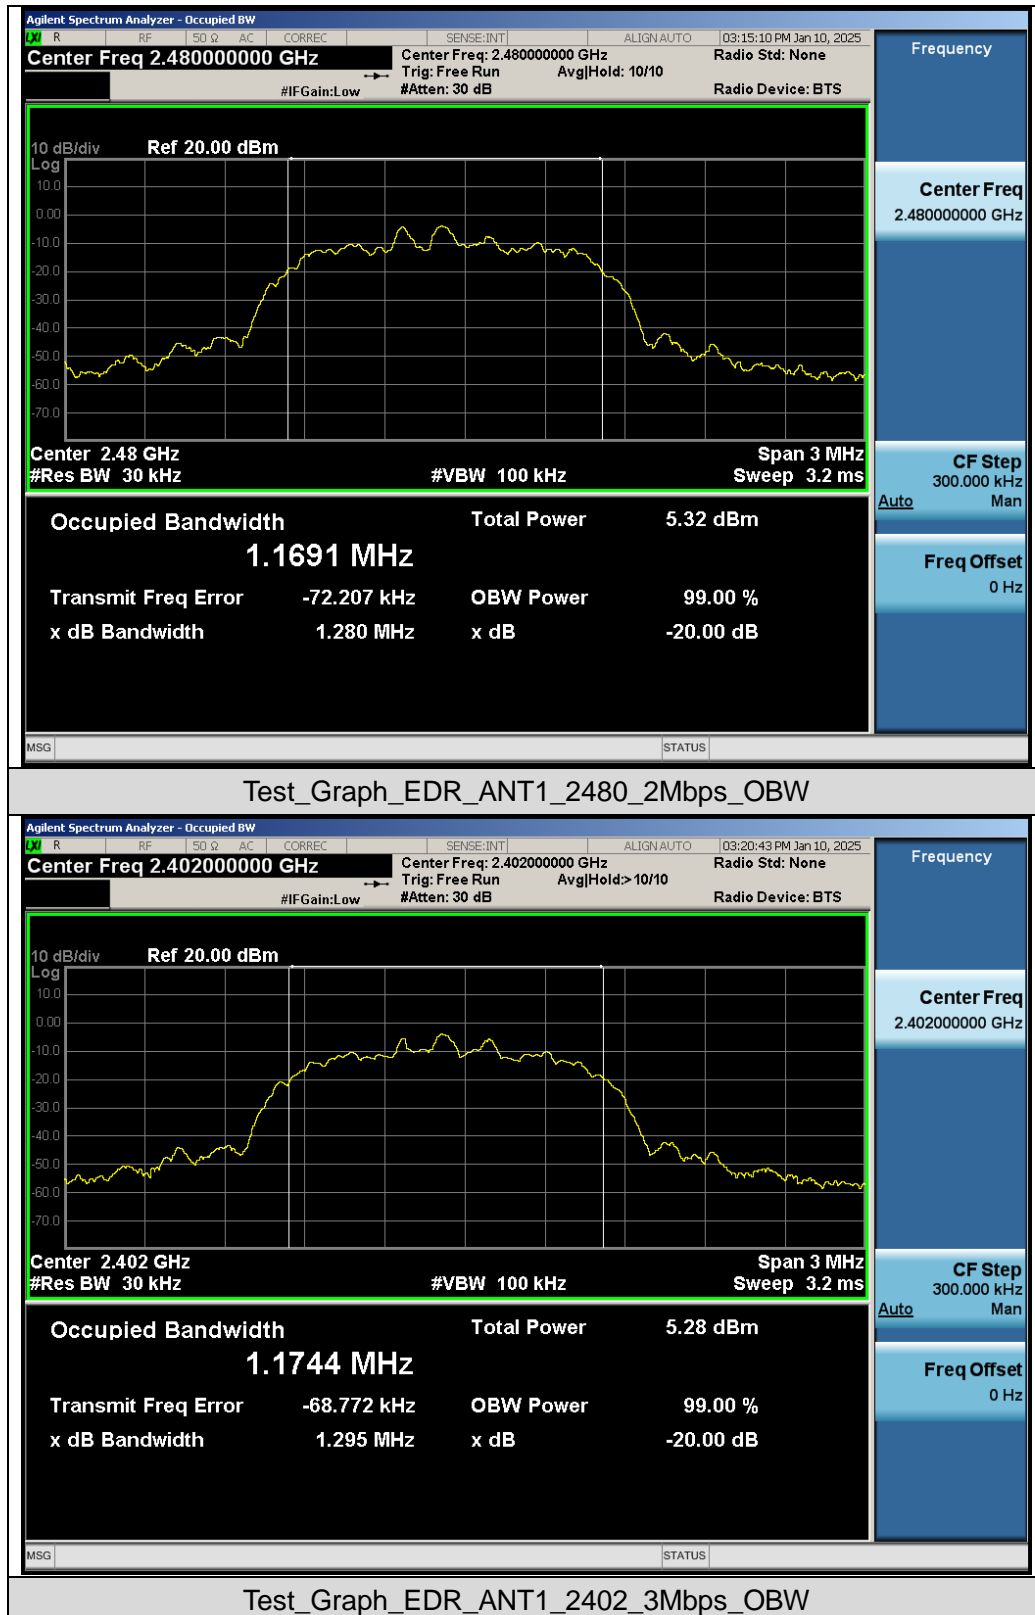 Agilent Spectrum Analyzer - Occupied BW
LXI R RF 50 Ω AC CORREC SENSE:INT ALIGN AUTO 03:15:10 PM Jan 10, 2025
Center Freq 2.480000000 GHz
Center Freq: 2.480000000 GHz
Radio Std: None
Trig: Free Run Avg|Hold: 10/10
#IFGain:Low
#Atten: 30 dB
Radio Device: BTS
Frequency
10 dB/div Ref 20.00 dBm
Log
10.0
0.00
-10.0
-20.0
-30.0
-40.0
-50.0
-60.0
-70.0
Center Freq
2.480000000 GHz
Center 2.48 GHz Span 3 MHz
#Res BW 30 kHz #VBW 100 kHz Sweep 3.2 ms
CF Step
300.000 kHz
Auto Man
Freq Offset
0 Hz
Occupied Bandwidth Total Power 5.32 dBm
1.1691 MHz
Transmit Freq Error -72.207 kHz OBW Power 99.00 %
x dB Bandwidth 1.280 MHz x dB -20.00 dB
MSG STATUS
Test_Graph_EDR_ANT1_2480_2Mbps_OBW
Agilent Spectrum Analyzer - Occupied BW
LXI R RF 50 Ω AC CORREC SENSE:INT ALIGN AUTO 03:20:43 PM Jan 10, 2025
Center Freq 2.402000000 GHz
Center Freq: 2.402000000 GHz
Radio Std: None
Trig: Free Run Avg|Hold:>10/10
#IFGain:Low
#Atten: 30 dB
Radio Device: BTS
Frequency
10 dB/div Ref 20.00 dBm
Log
10.0
0.00
-10.0
-20.0
-30.0
-40.0
-50.0
-60.0
-70.0
Center Freq
2.402000000 GHz
Center 2.402 GHz Span 3 MHz
#Res BW 30 kHz #VBW 100 kHz Sweep 3.2 ms
CF Step
300.000 kHz
Auto Man
Freq Offset
0 Hz
Occupied Bandwidth Total Power 5.28 dBm
1.1744 MHz
Transmit Freq Error -68.772 kHz OBW Power 99.00 %
x dB Bandwidth 1.295 MHz x dB -20.00 dB
MSG STATUS
Test_Graph_EDR_ANT1_2402_3Mbps_OBW